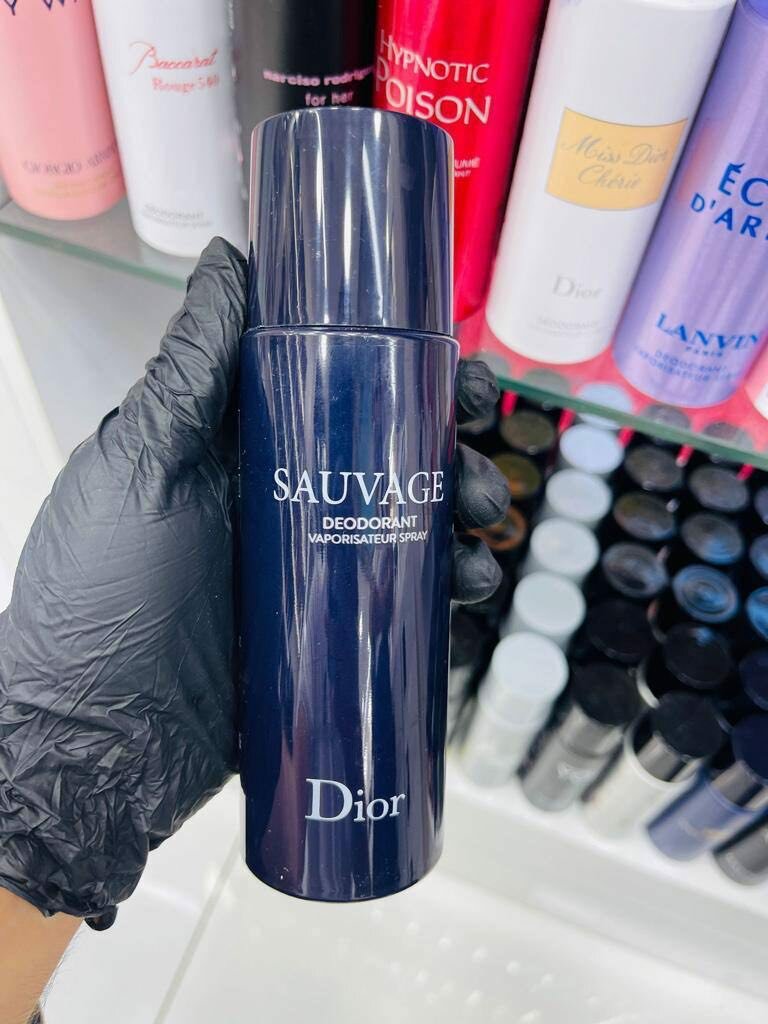 Baccarat
Rouge 540
narciso rodriguez
for her
HYPNOTIC
POISON
Miss Dior
Chérie
Dior
LANVIN
PARIS
SAUVAGE
DEODORANT
VAPORISATEUR SPRAY
Dior